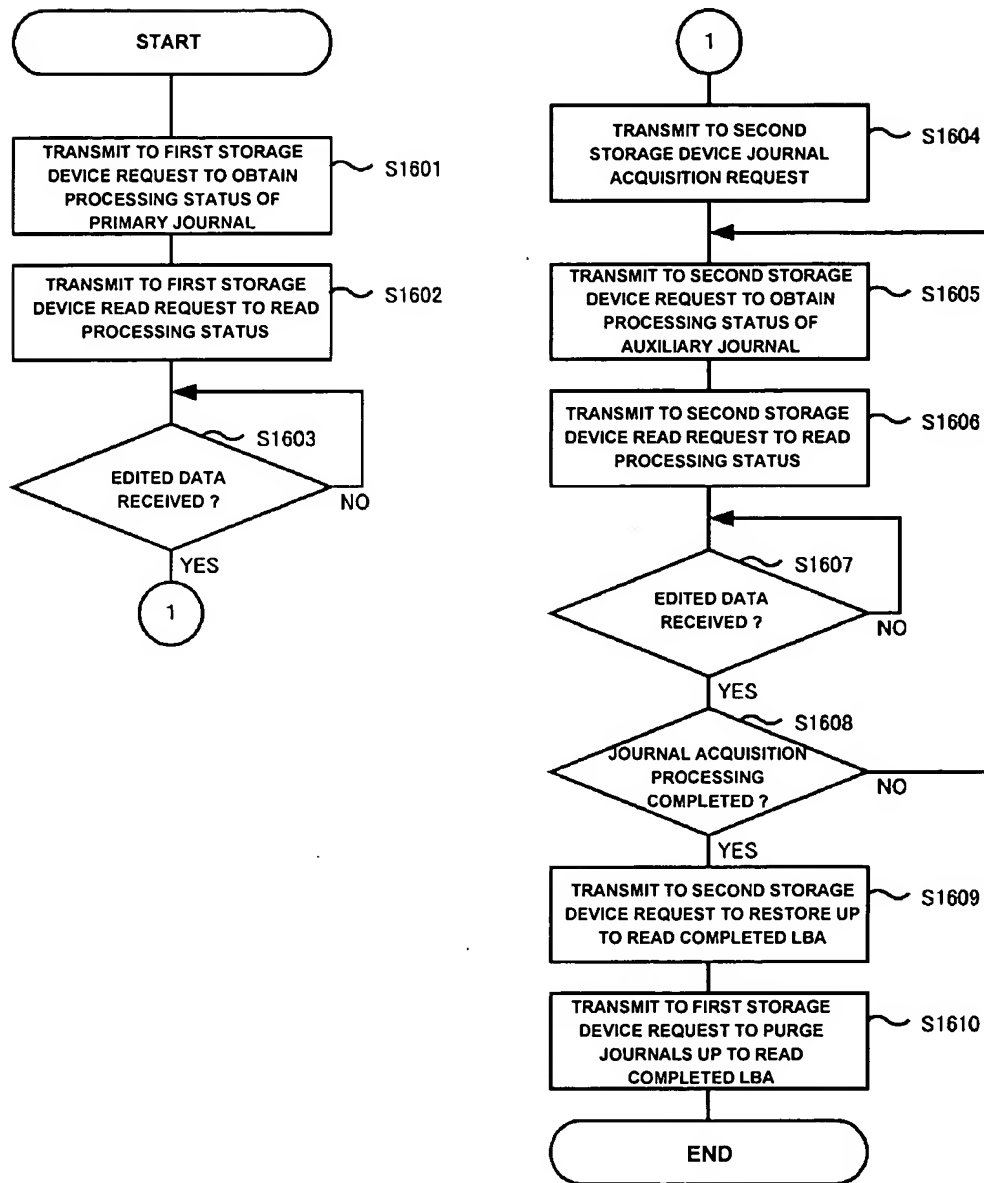 START
TRANSMIT TO FIRST STORAGE
DEVICE REQUEST TO OBTAIN
PROCESSING STATUS OF
PRIMARY JOURNAL
S1601
TRANSMIT TO FIRST STORAGE
DEVICE READ REQUEST TO READ
PROCESSING STATUS
S1602
S1603
EDITED DATA
RECEIVED ?
NO
YES
1
1
TRANSMIT TO SECOND
STORAGE DEVICE JOURNAL
ACQUISITION REQUEST
S1604
TRANSMIT TO SECOND STORAGE
DEVICE REQUEST TO OBTAIN
PROCESSING STATUS OF
AUXILIARY JOURNAL
S1605
TRANSMIT TO SECOND STORAGE
DEVICE READ REQUEST TO READ
PROCESSING STATUS
S1606
S1607
EDITED DATA
RECEIVED ?
NO
YES
S1608
JOURNAL ACQUISITION
PROCESSING
COMPLETED ?
NO
YES
TRANSMIT TO SECOND STORAGE
DEVICE REQUEST TO RESTORE UP
TO READ COMPLETED LBA
S1609
TRANSMIT TO FIRST STORAGE
DEVICE REQUEST TO PURGE
JOURNALS UP TO READ
COMPLETED LBA
S1610
END